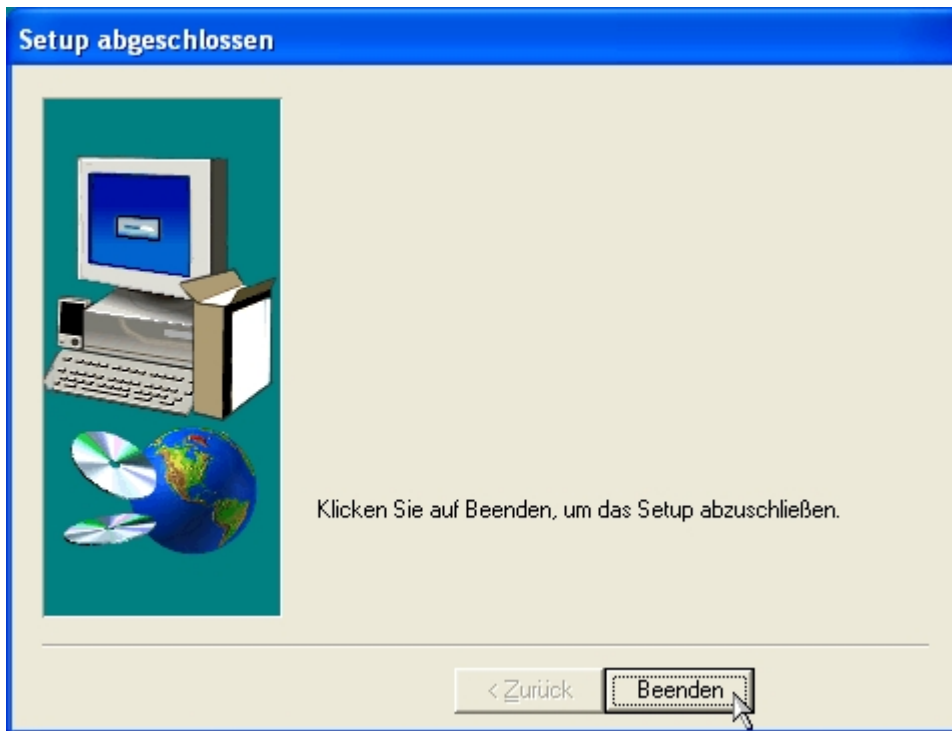 Setup abgeschlossen
Klicken Sie auf Beenden, um das Setup abzuschließen.
< Zurück
Beenden